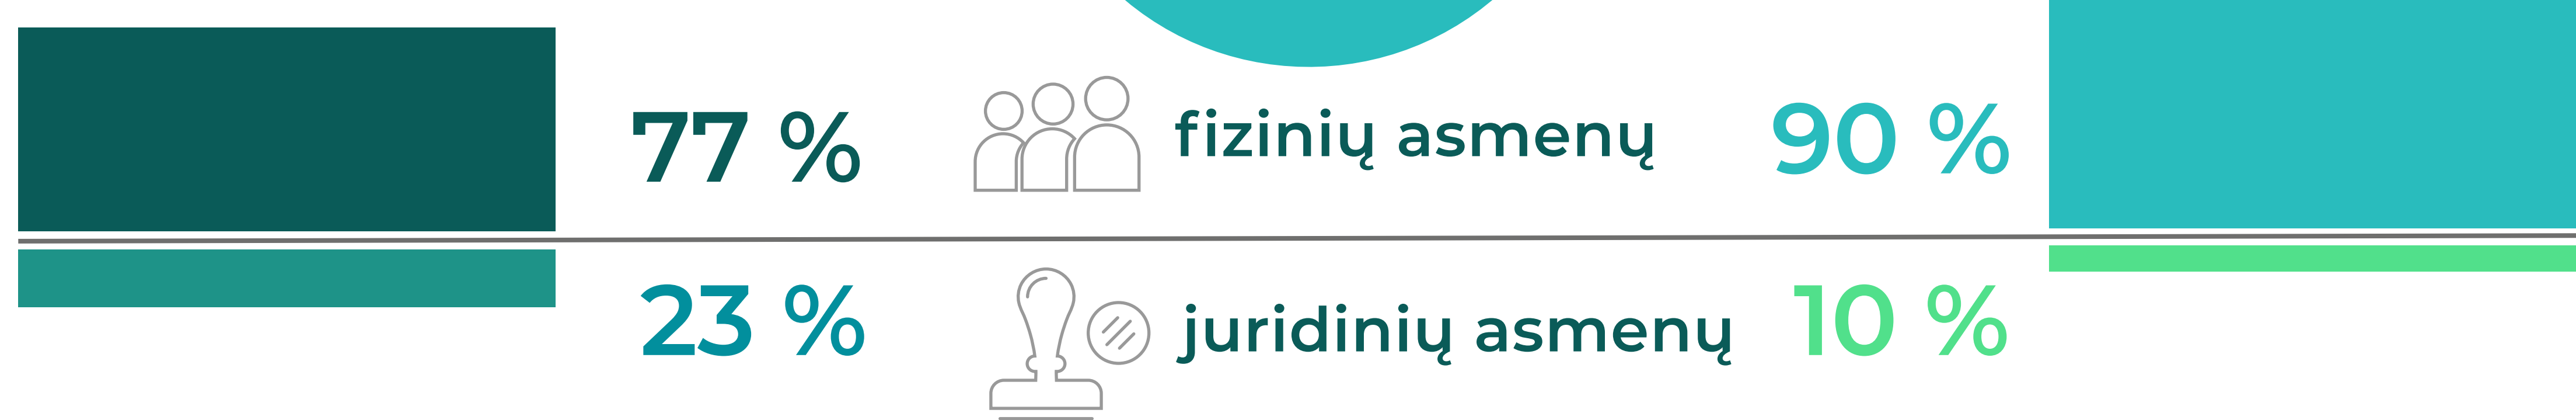 77 % fizinių asmenų 90 %
23 % juridinių asmenų 10 %